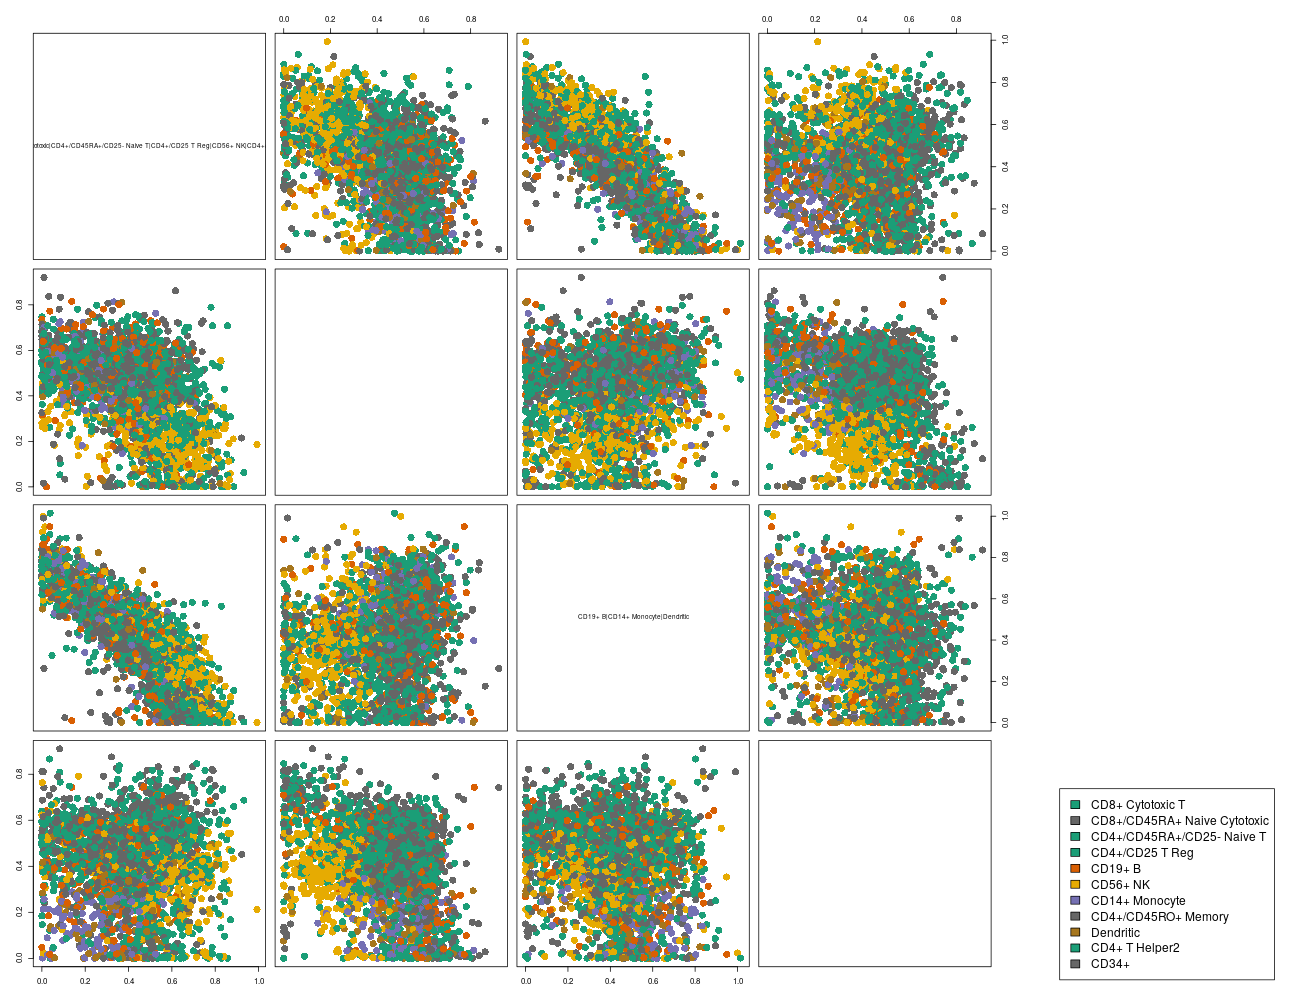 0.0 0.2 0.4 0.6 0.8 0.0 0.2 0.4 0.6 0.8
0.0 0.2 0.4 0.6 0.8 1.0
otoxic|CD4+/CD45RA+/CD25- Naive T|CD4+/CD25 T Reg|CD56+ NK|CD4+
0.0 0.2 0.4 0.6 0.8
CD19+ B|CD14+ Monocyte|Dendritic
0.0 0.2 0.4 0.6 0.8 1.0
0.0 0.2 0.4 0.6 0.8
0.0 0.2 0.4 0.6 0.8 1.0 0.0 0.2 0.4 0.6 0.8 1.0
CD8+ Cytotoxic T
CD8+/CD45RA+ Naive Cytotoxic
CD4+/CD45RA+/CD25- Naive T
CD4+/CD25 T Reg
CD19+ B
CD56+ NK
CD14+ Monocyte
CD4+/CD45RO+ Memory
Dendritic
CD4+ T Helper2
CD34+